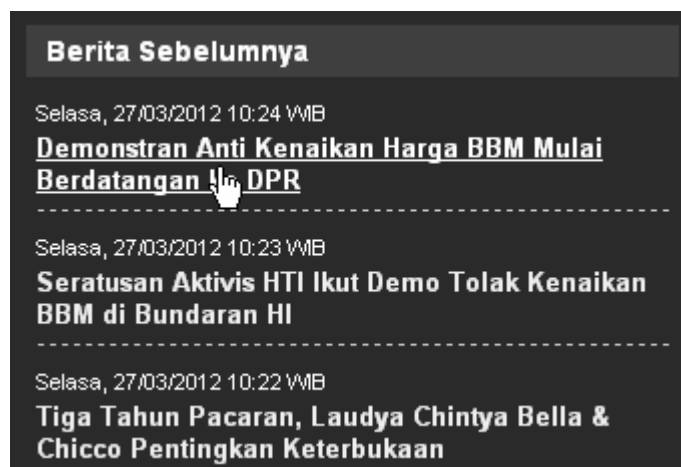 Berita Sebelumnya
Selasa, 27/03/2012 10:24 WIB
Demonstran Anti Kenaikan Harga BBM Mulai
Berdatangan DPR
Selasa, 27/03/2012 10:23 WIB
Seratusan Aktivis HTI Ikut Demo Tolak Kenaikan
BBM di Bundaran HI
Selasa, 27/03/2012 10:22 WIB
Tiga Tahun Pacaran, Laudya Chintya Bella &
Chicco Pentingkan Keterbukaan